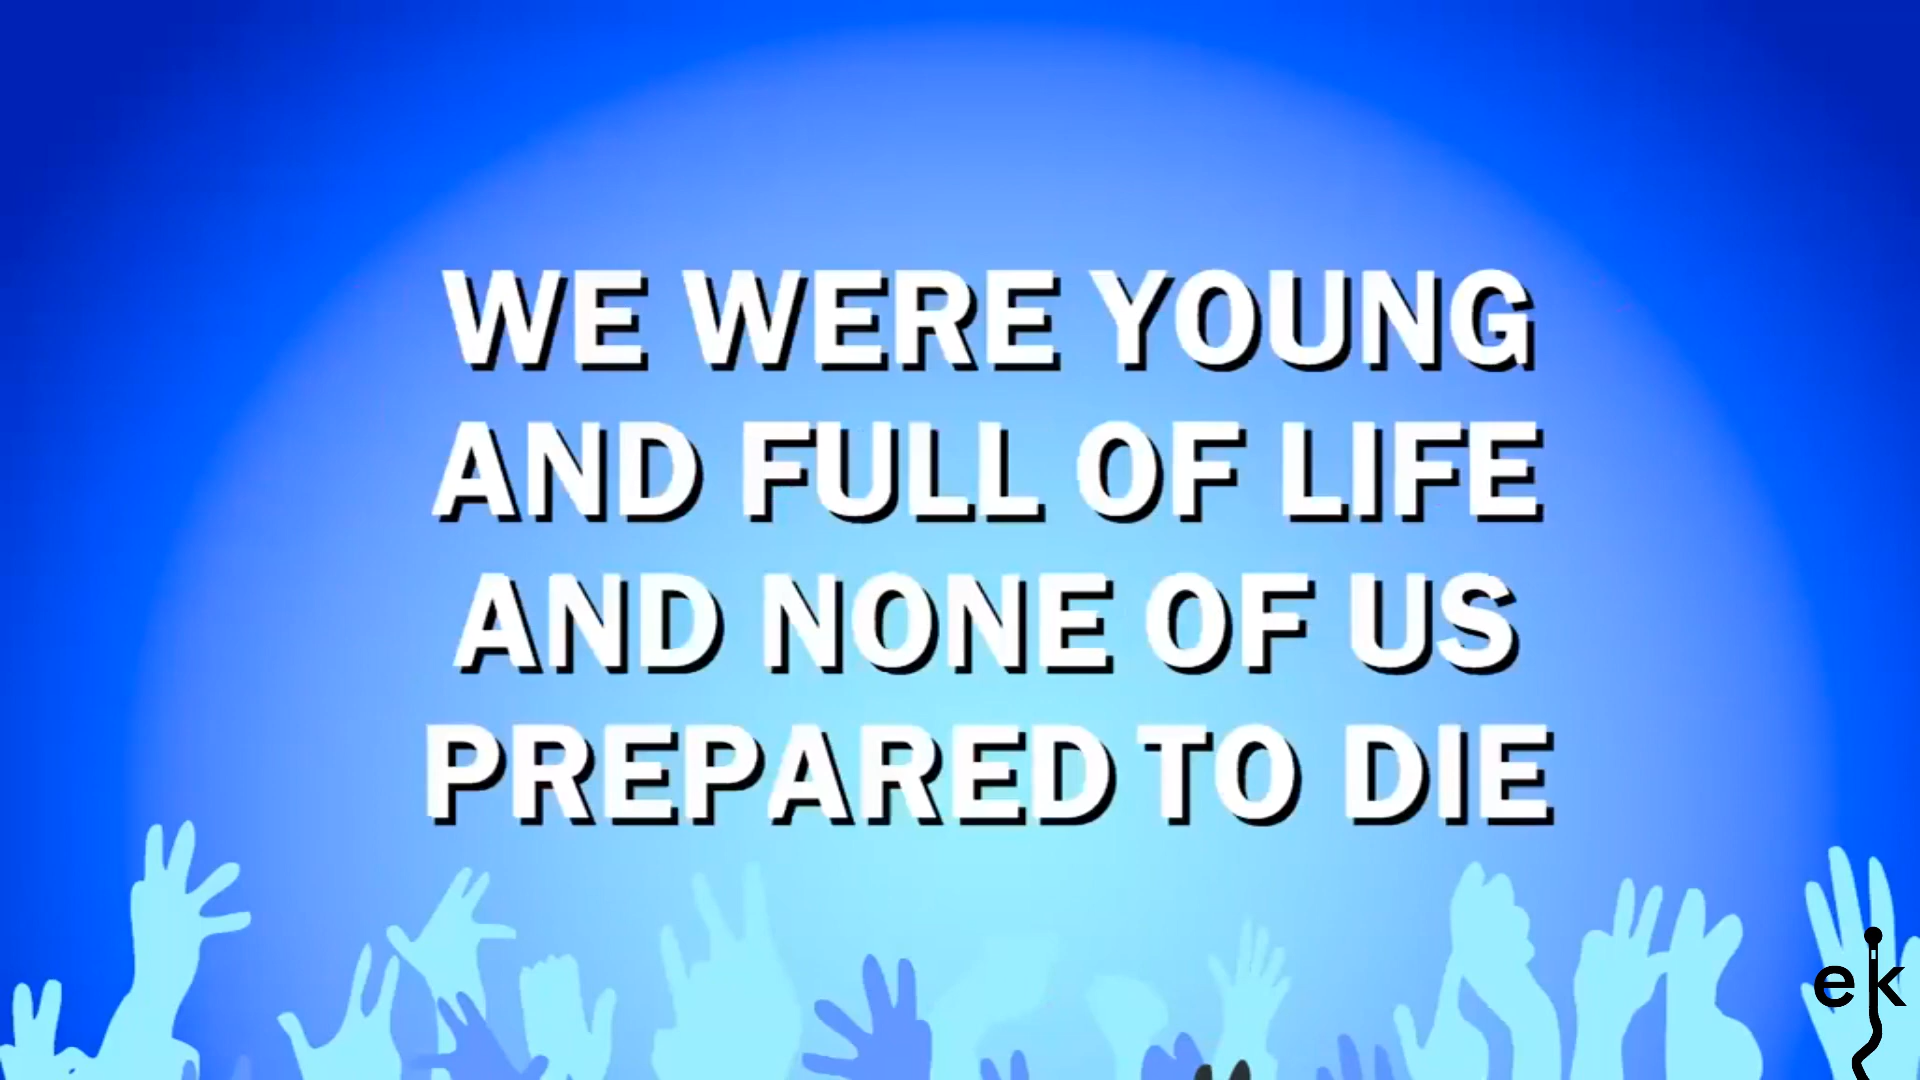 WE WERE YOUNG
AND FULL OF LIFE
AND NONE OF US
PREPARED TO DIE
ek